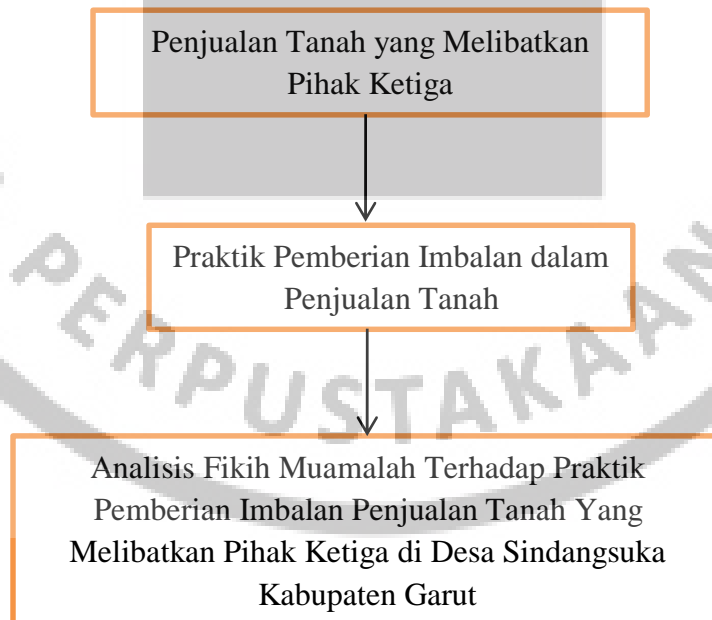 Penjualan Tanah yang Melibatkan
Pihak Ketiga
Praktik Pemberian Imbalan dalam
Penjualan Tanah
PERPUSTAKAAN
Analisis Fikih Muamalah Terhadap Praktik
Pemberian Imbalan Penjualan Tanah Yang
Melibatkan Pihak Ketiga di Desa Sindangsuka
Kabupaten Garut